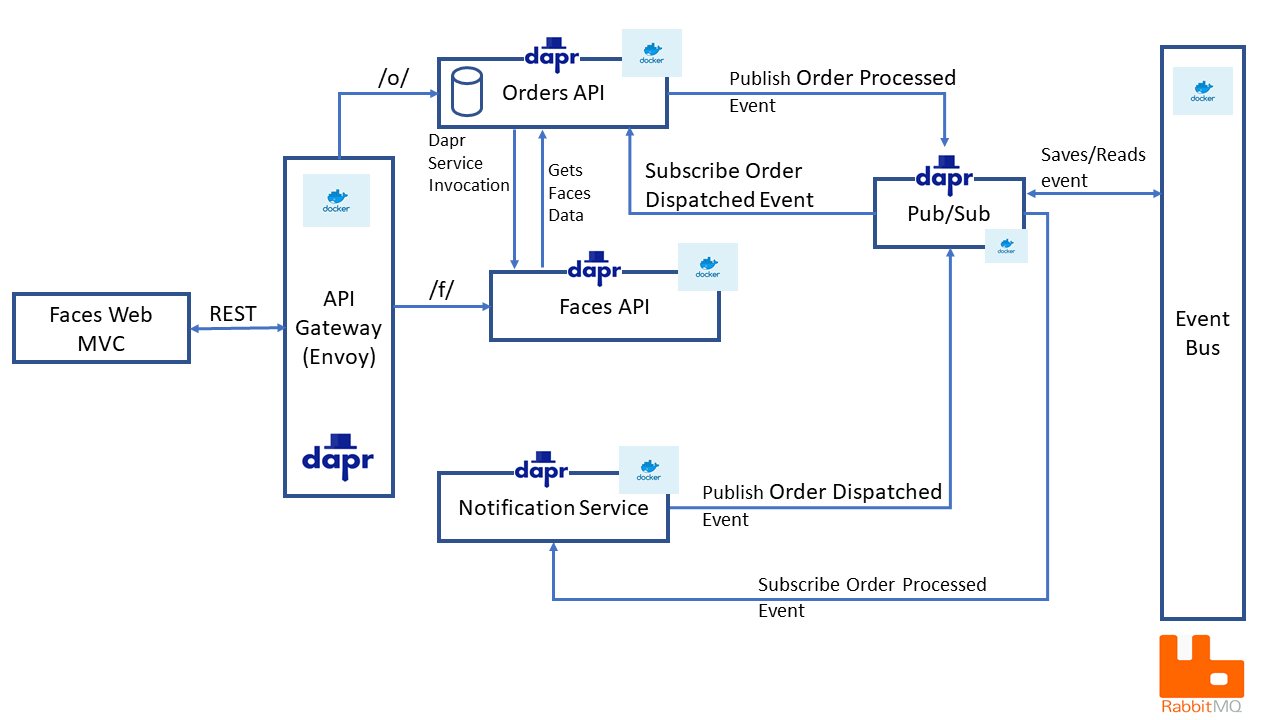 dapr
docker
/o/
Orders API
Publish Order Processed
Event
docker
Dapr
Service
Invocation
Gets
Faces
Data
Subscribe Order
Dispatched Event
dapr
Pub/Sub
docker
Saves/Reads
event
docker
dapr
docker
/f/
Faces API
Faces Web
MVC
REST
API
Gateway
(Envoy)
dapr
Event
Bus
dapr
docker
Notification Service
Publish Order Dispatched
Event
Subscribe Order Processed
Event
RabbitMQ